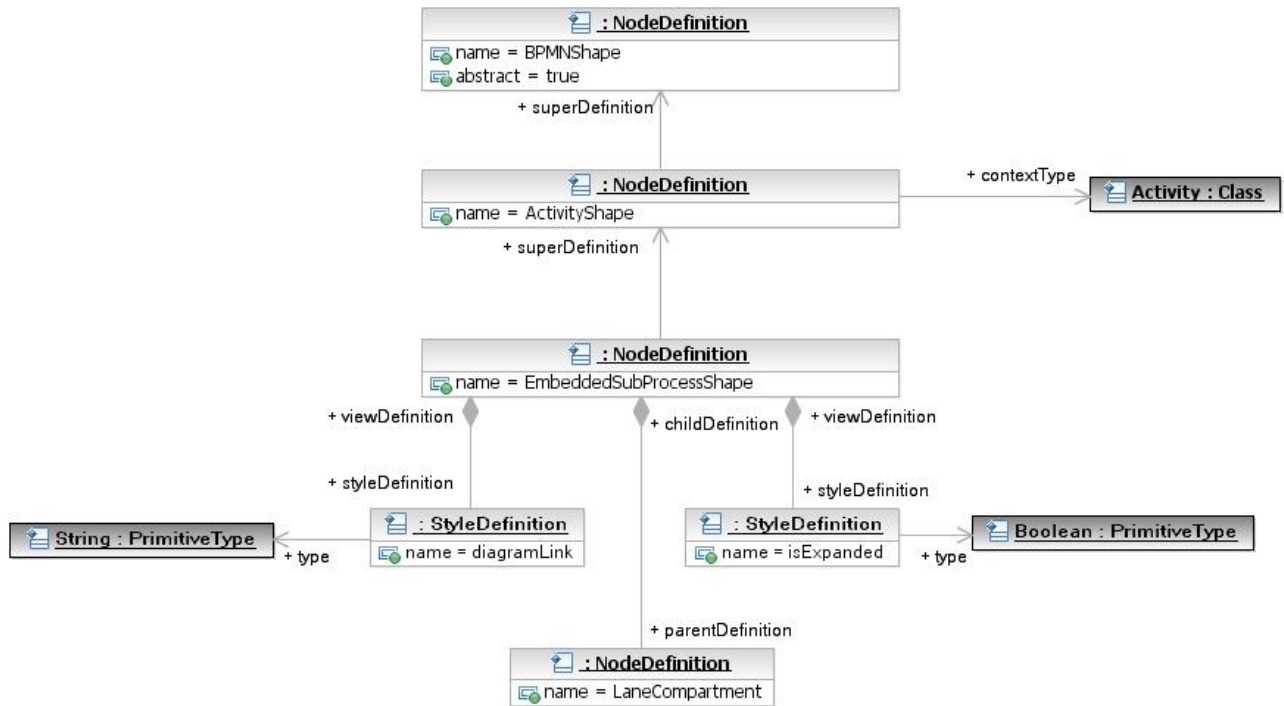 : NodeDefinition
name = BPMNShape
abstract = true
+ superDefinition
: NodeDefinition
name = ActivityShape
+ contextType
Activity : Class
+ superDefinition
: NodeDefinition
name = EmbeddedSubProcessShape
+ viewDefinition
+ childDefinition
+ viewDefinition
+ styleDefinition
+ styleDefinition
String : PrimitiveType
+ type
: StyleDefinition
name = diagramLink
: StyleDefinition
name = isExpanded
+ type
Boolean : PrimitiveType
+ parentDefinition
: NodeDefinition
name = LaneCompartment